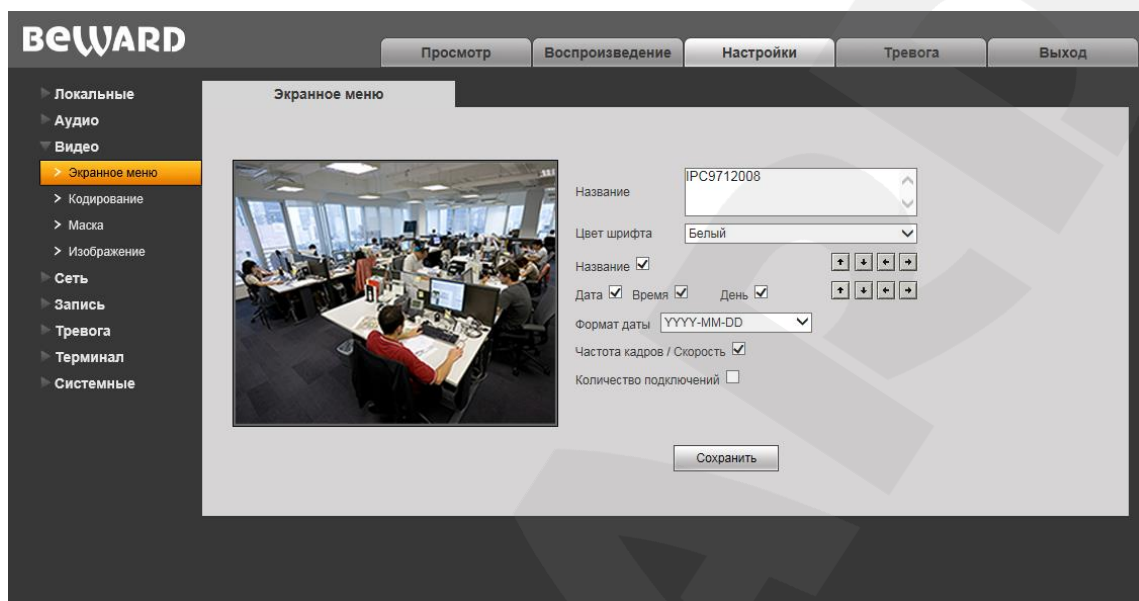 BEWARD
Просмотр Воспроизведение Настройки Тревога Выход
Локальные
Аудио
Видео
> Экранное меню
> Кодирование
> Маска
> Изображение
Сеть
Запись
Тревога
Терминал
Системные
Экранное меню
Название IPC9712008
Цвет шрифта Белый
Название
Дата Время День
Формат даты YYYY-MM-DD
Частота кадров / Скорость
Количество подключений
Сохранить